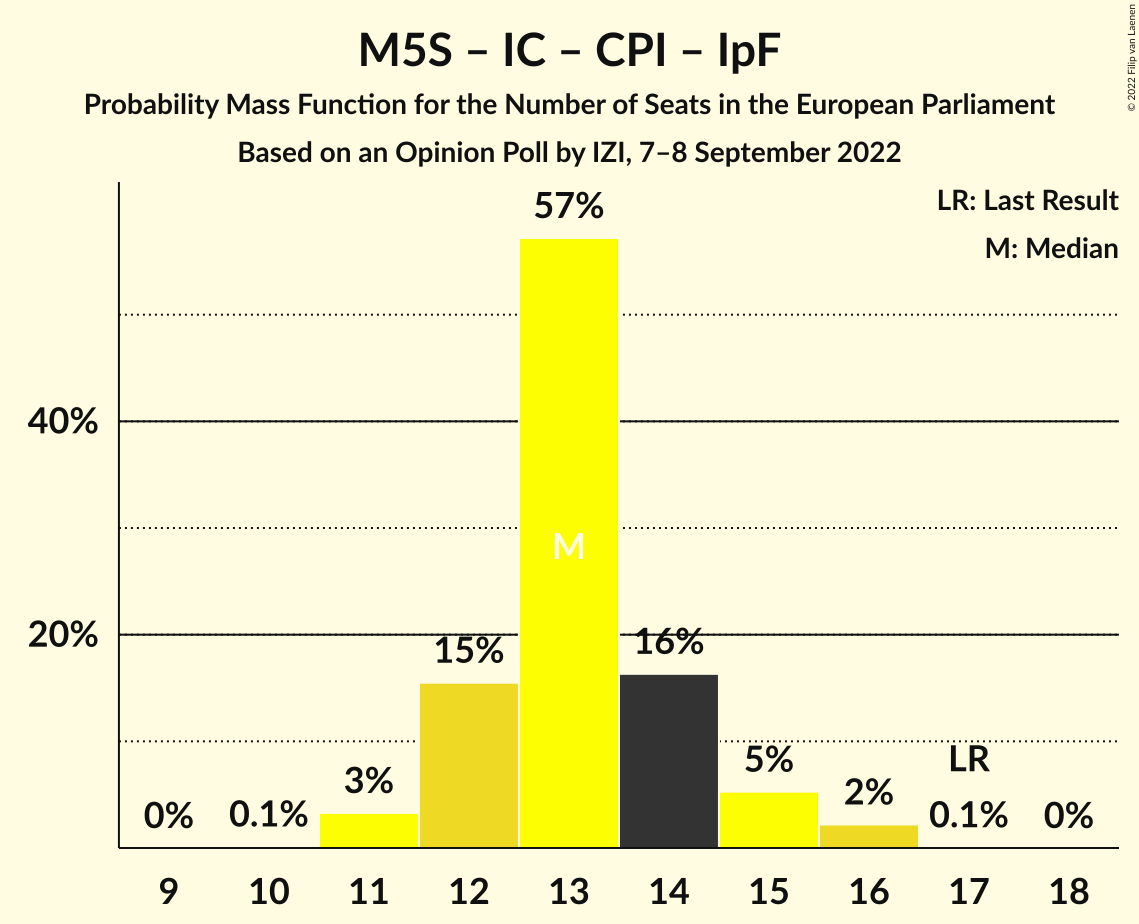 M5S – IC – CPI – IpF
Probability Mass Function for the Number of Seats in the European Parliament
Based on an Opinion Poll by IZI, 7–8 September 2022
© 2022 Filip van Laenen
LR: Last Result
M: Median
57%
40%
M
20%
15%
16%
3%
5%
LR
2%
0%
0.1%
0.1%
0%
9 10 11 12 13 14 15 16 17 18